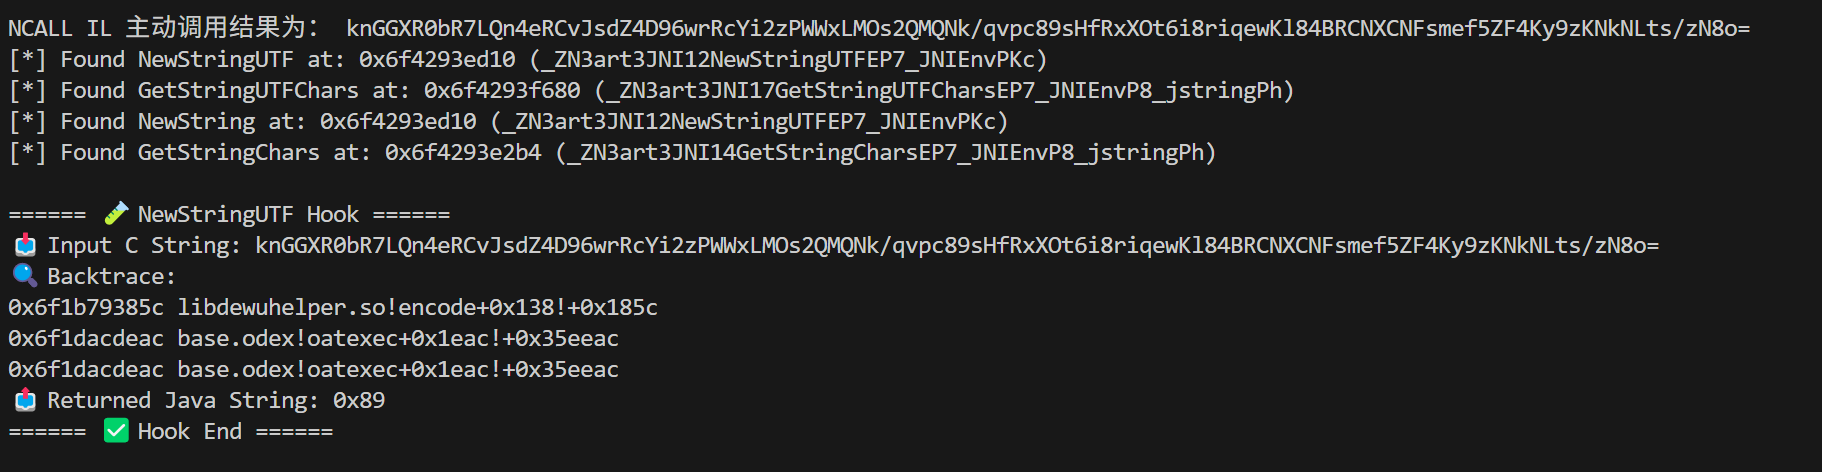 NCALL IL 主动调用结果为： knGGXR0bR7LQn4eRCvJsdZ4D96wrRcYi2zPWWxLMOs2QMQNk/qvpc89sHfRxXOt6i8riqewKl84BRCNXCNFsmef5ZF4Ky9zKNkNLts/zN8o=
[*] Found NewStringUTF at: 0x6f4293ed10 (_ZN3art3JNI12NewStringUTFEP7_JNIEnvPKc)
[*] Found GetStringUTFChars at: 0x6f4293f680 (_ZN3art3JNI17GetStringUTFCharsEP7_JNIEnvP8_jstringPh)
[*] Found NewString at: 0x6f4293ed10 (_ZN3art3JNI12NewStringUTFEP7_JNIEnvPKc)
[*] Found GetStringChars at: 0x6f4293e2b4 (_ZN3art3JNI14GetStringCharsEP7_JNIEnvP8_jstringPh)
====== 🧪 NewStringUTF Hook ======
📥 Input C String: knGGXR0bR7LQn4eRCvJsdZ4D96wrRcYi2zPWWxLMOs2QMQNk/qvpc89sHfRxXOt6i8riqewKl84BRCNXCNFsmef5ZF4Ky9zKNkNLts/zN8o=
🔍 Backtrace:
0x6f1b79385c libdewuhelper.so!encode+0x138!+0x185c
0x6f1dacdeac base.odex!oatexec+0x1eac!+0x35eeac
0x6f1dacdeac base.odex!oatexec+0x1eac!+0x35eeac
📤 Returned Java String: 0x89
====== ✅ Hook End ======